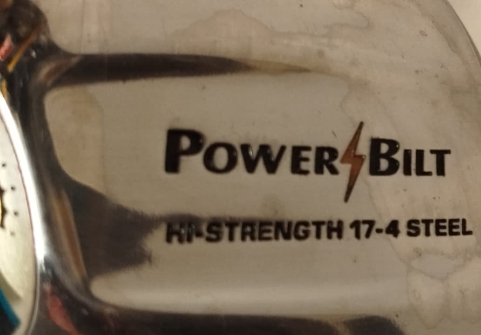 POWER BILT
HI-STRENGTH 17-4 STEEL